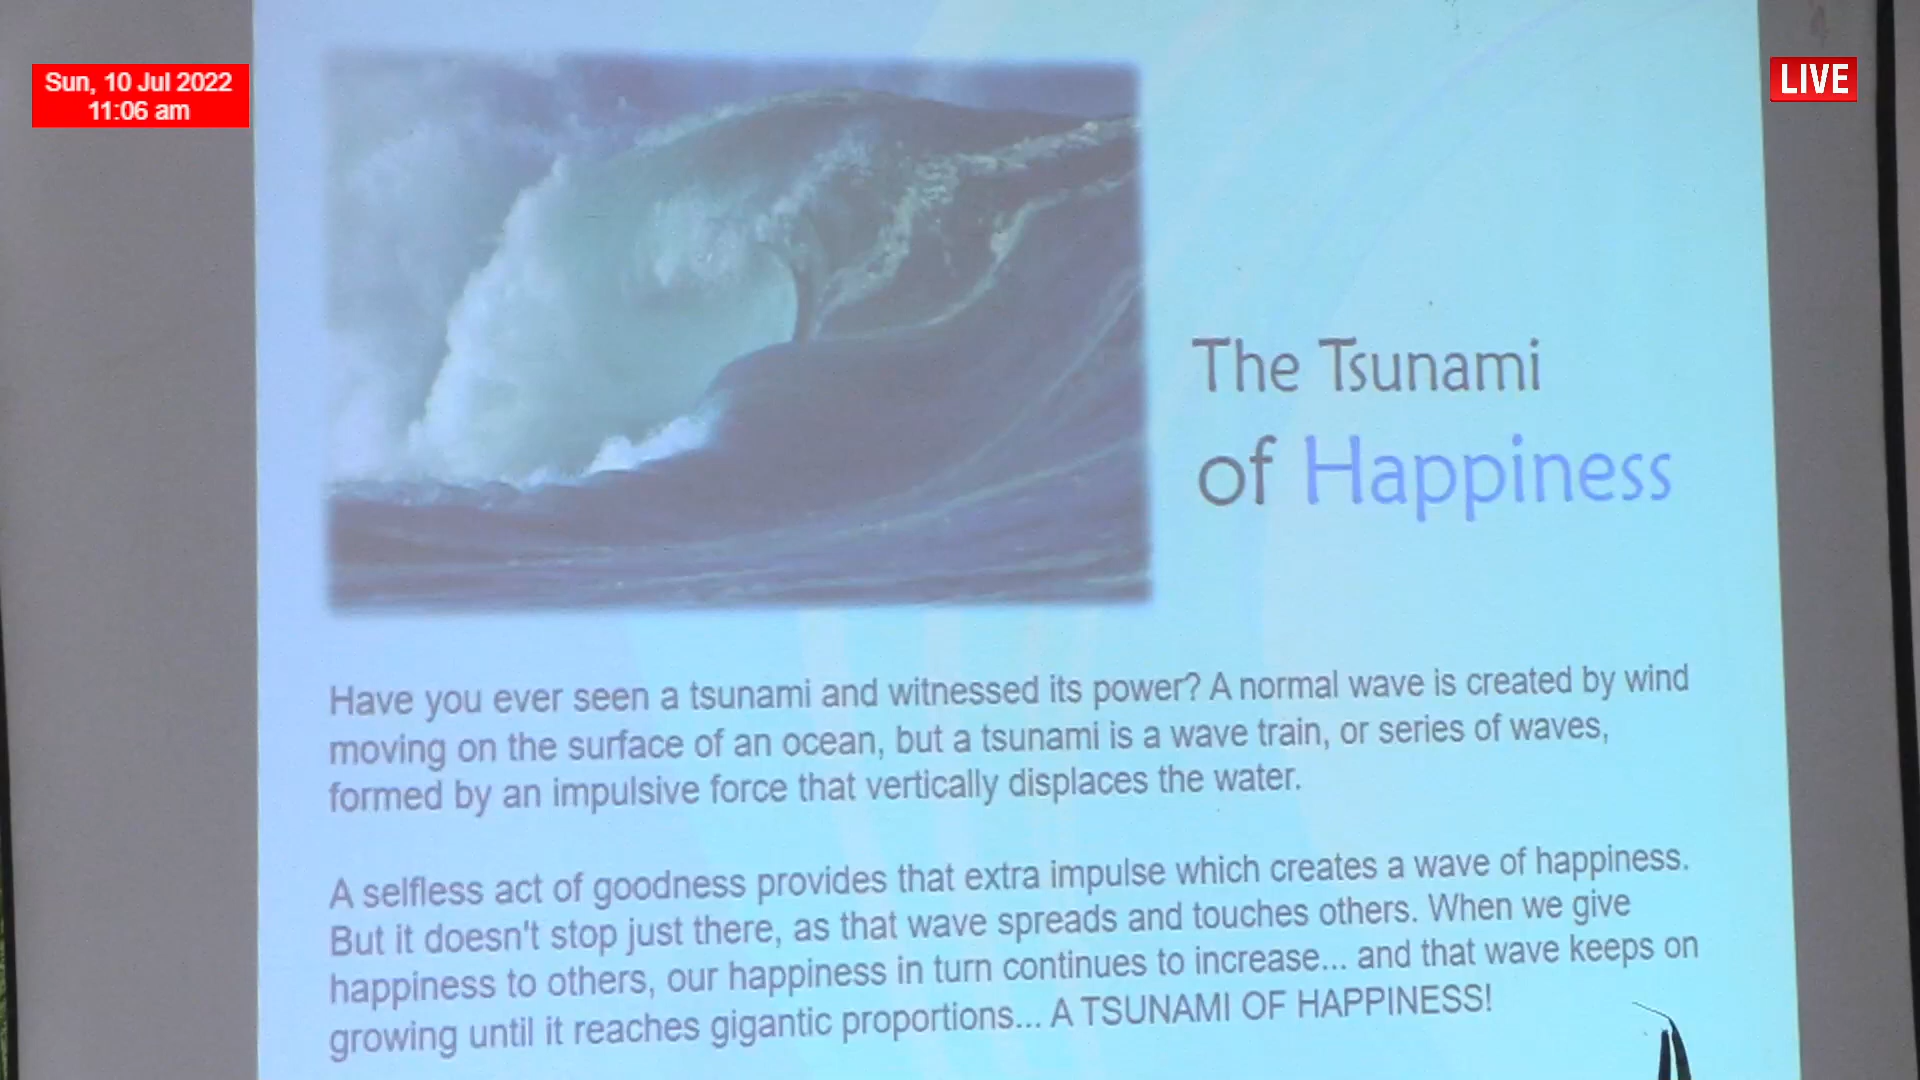 Sun, 10 Jul 2022
11:06 am
LIVE
The Tsunami
of Happiness
Have you ever seen a tsunami and witnessed its power? A normal wave is created by wind
moving on the surface of an ocean, but a tsunami is a wave train, or series of waves,
formed by an impulsive force that vertically displaces the water.
A selfless act of goodness provides that extra impulse which creates a wave of happiness.
But it doesn't stop just there, as that wave spreads and touches others. When we give
happiness to others, our happiness in turn continues to increase... and that wave keeps on
growing until it reaches gigantic proportions... A TSUNAMI OF HAPPINESS!